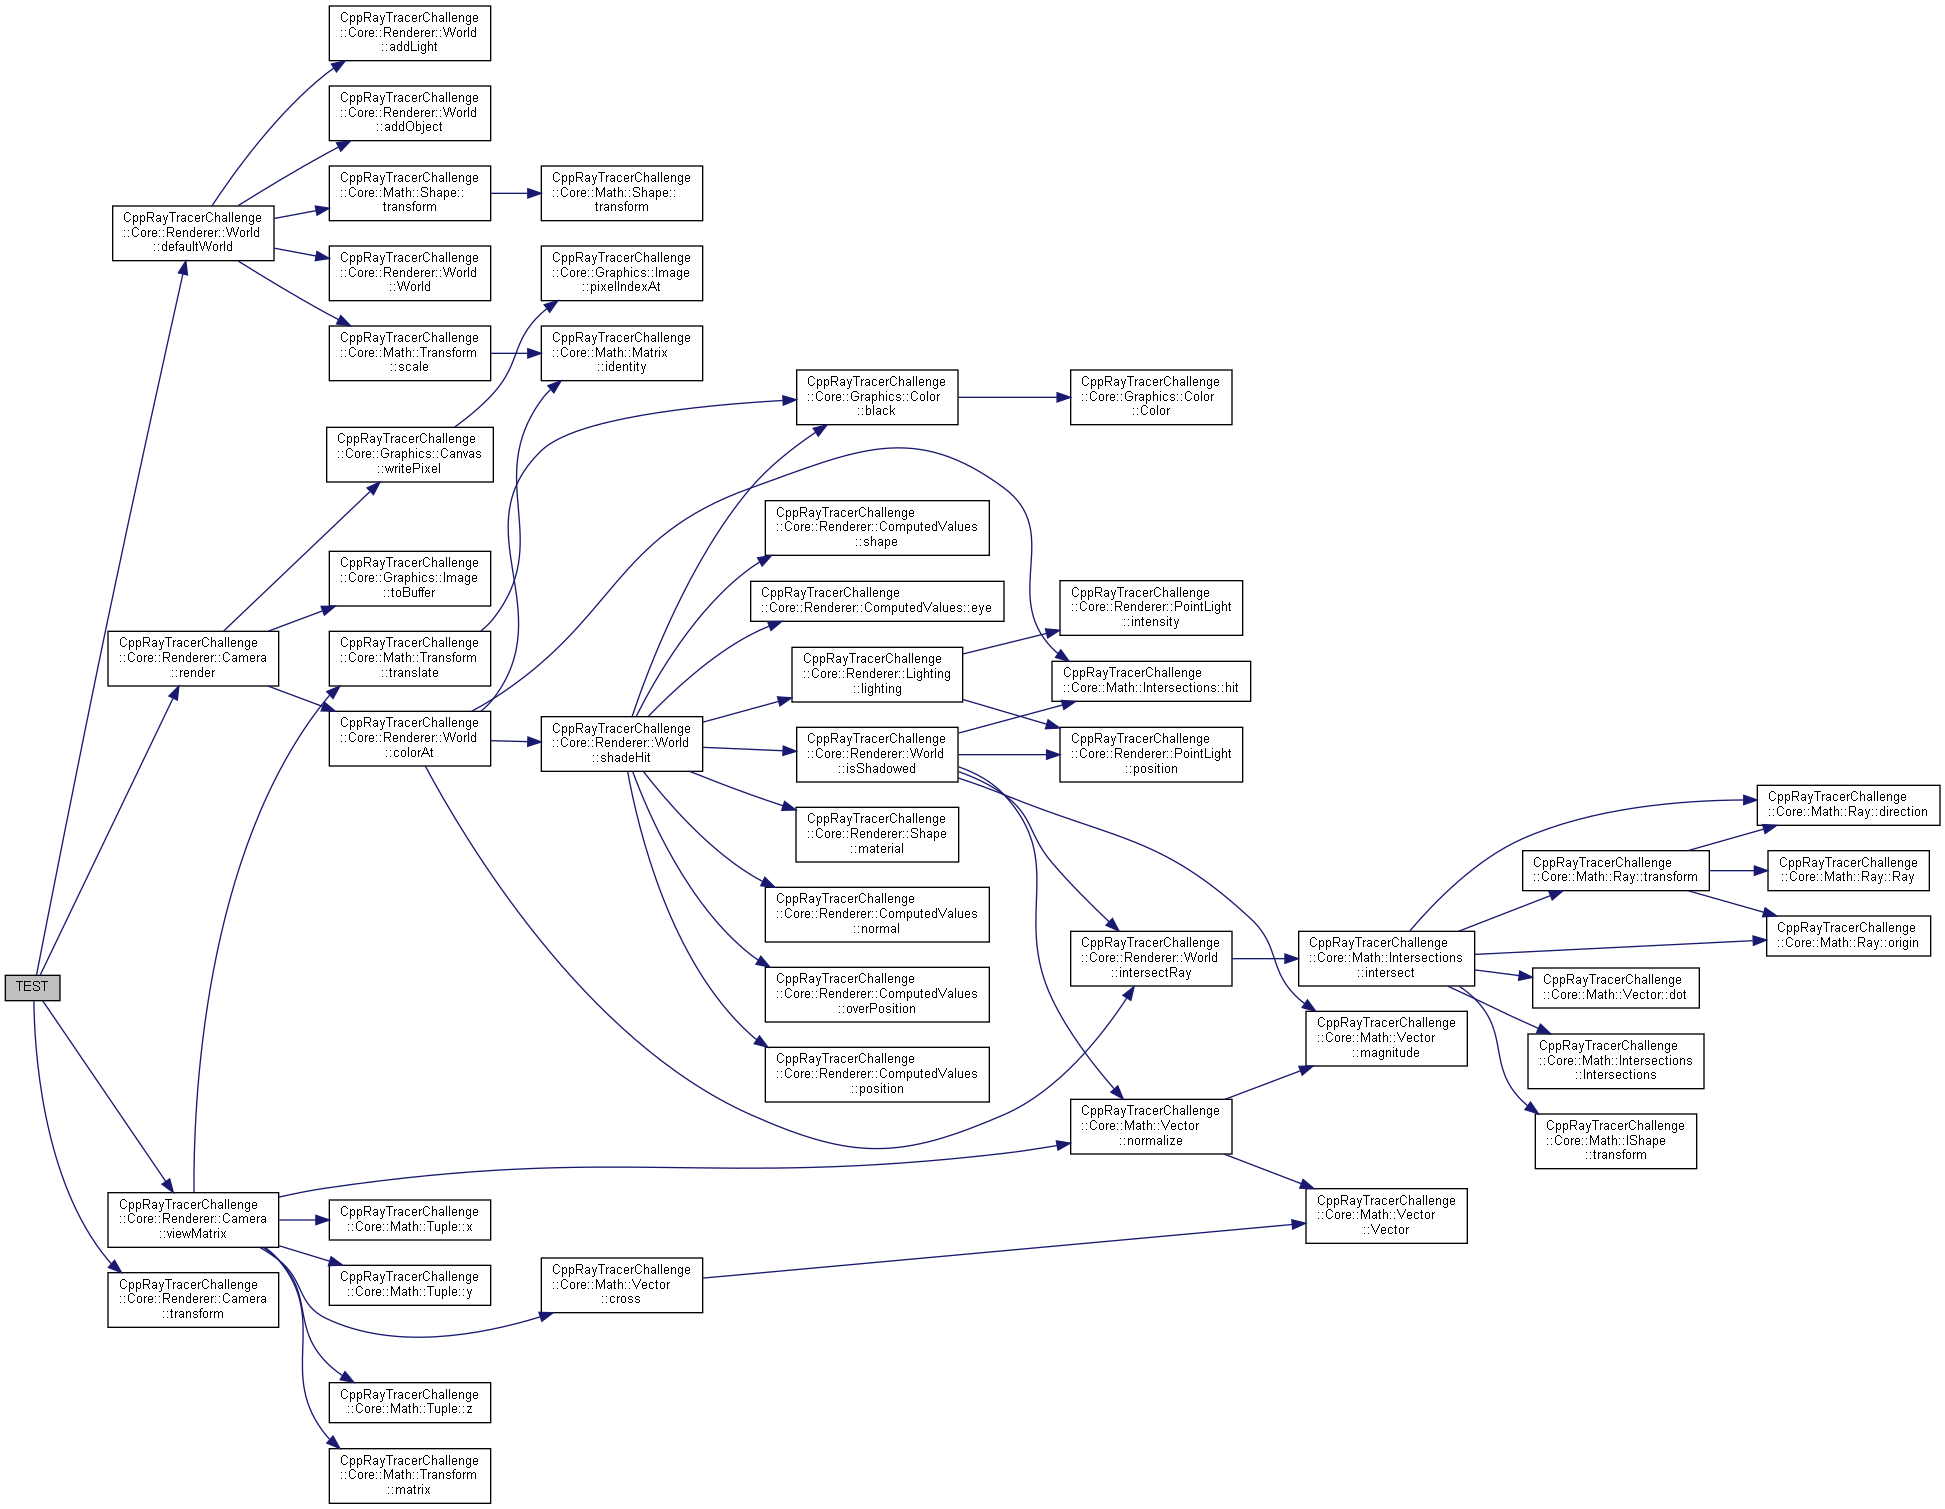 CppRayTracerChallenge
::Core::Renderer::World
::addLight
CppRayTracerChallenge
::Core::Renderer::World
::addObject
CppRayTracerChallenge
::Core::Math::Shape::
transform
CppRayTracerChallenge
::Core::Math::Shape::
transform
CppRayTracerChallenge
::Core::Renderer::World
::defaultWorld
CppRayTracerChallenge
::Core::Renderer::World
::World
CppRayTracerChallenge
::Core::Graphics::Image
::pixelIndexAt
CppRayTracerChallenge
::Core::Math::Transform
::scale
CppRayTracerChallenge
::Core::Math::Matrix
::identity
CppRayTracerChallenge
::Core::Graphics::Color
::black
CppRayTracerChallenge
::Core::Graphics::Color
::Color
CppRayTracerChallenge
::Core::Graphics::Canvas
::writePixel
CppRayTracerChallenge
::Core::Renderer::ComputedValues
::shape
CppRayTracerChallenge
::Core::Graphics::Image
::toBuffer
CppRayTracerChallenge
::Core::Renderer::ComputedValues::eye
CppRayTracerChallenge
::Core::Renderer::PointLight
::intensity
CppRayTracerChallenge
::Core::Renderer::Camera
::render
CppRayTracerChallenge
::Core::Math::Transform
::translate
CppRayTracerChallenge
::Core::Renderer::Lighting
::lighting
CppRayTracerChallenge
::Core::Math::Intersections::hit
CppRayTracerChallenge
::Core::Renderer::World
::colorAt
CppRayTracerChallenge
::Core::Renderer::World
::shadeHit
CppRayTracerChallenge
::Core::Renderer::World
::isShadowed
CppRayTracerChallenge
::Core::Renderer::PointLight
::position
CppRayTracerChallenge
::Core::Math::Ray::direction
CppRayTracerChallenge
::Core::Renderer::Shape
::material
CppRayTracerChallenge
::Core::Math::Ray::transform
CppRayTracerChallenge
::Core::Math::Ray::Ray
CppRayTracerChallenge
::Core::Renderer::ComputedValues
::normal
CppRayTracerChallenge
::Core::Math::Ray::origin
CppRayTracerChallenge
::Core::Renderer::World
::intersectRay
CppRayTracerChallenge
::Core::Math::Intersections
::intersect
TEST
CppRayTracerChallenge
::Core::Renderer::ComputedValues
::overPosition
CppRayTracerChallenge
::Core::Math::Vector::dot
CppRayTracerChallenge
::Core::Math::Vector
::magnitude
CppRayTracerChallenge
::Core::Math::Intersections
::Intersections
CppRayTracerChallenge
::Core::Renderer::ComputedValues
::position
CppRayTracerChallenge
::Core::Math::Vector
::normalize
CppRayTracerChallenge
::Core::Math::IShape
::transform
CppRayTracerChallenge
::Core::Renderer::Camera
::viewMatrix
CppRayTracerChallenge
::Core::Math::Tuple::x
CppRayTracerChallenge
::Core::Math::Vector
::Vector
CppRayTracerChallenge
::Core::Math::Tuple::y
CppRayTracerChallenge
::Core::Math::Vector
::cross
CppRayTracerChallenge
::Core::Renderer::Camera
::transform
CppRayTracerChallenge
::Core::Math::Tuple::z
CppRayTracerChallenge
::Core::Math::Transform
::matrix